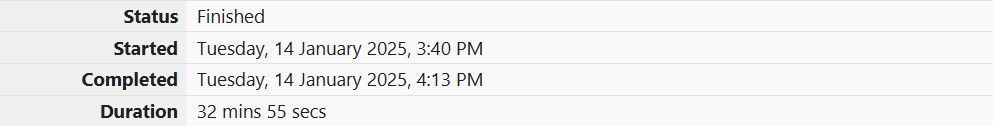 Status Finished
Started Tuesday, 14 January 2025, 3:40 PM
Completed Tuesday, 14 January 2025, 4:13 PM
Duration 32 mins 55 secs